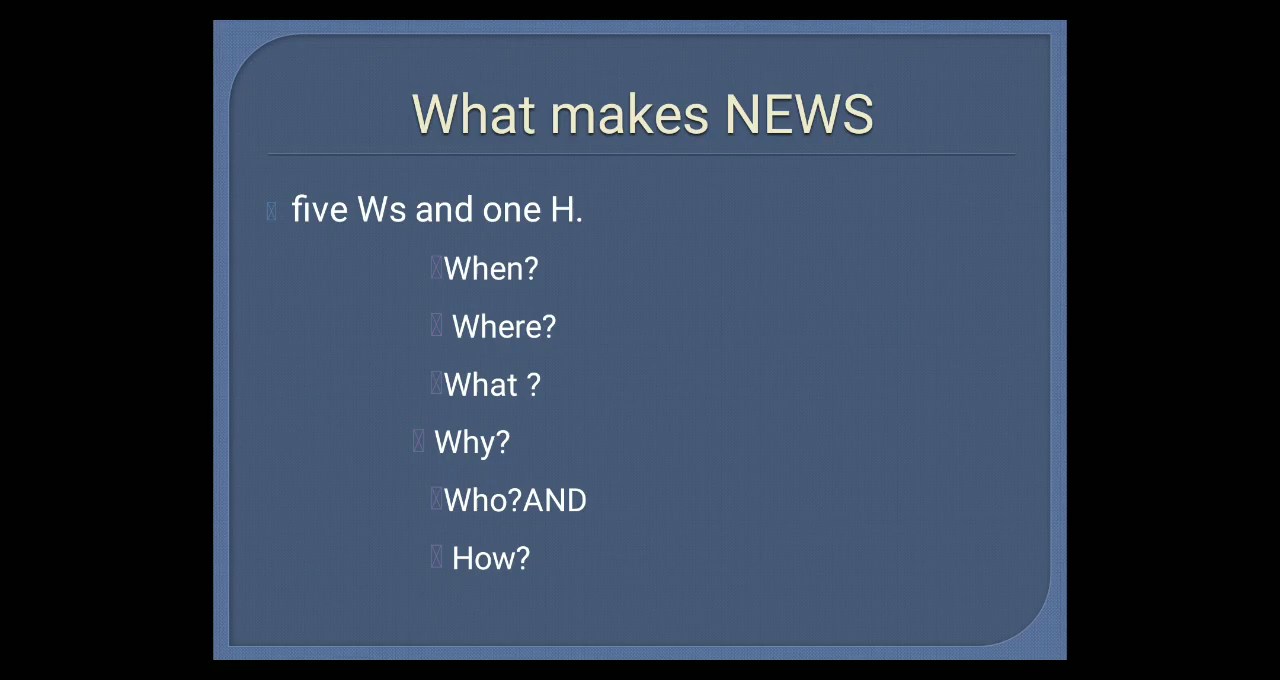 What makes NEWS
five Ws and one H.
When?
Where?
What ?
Why?
Who?AND
How?